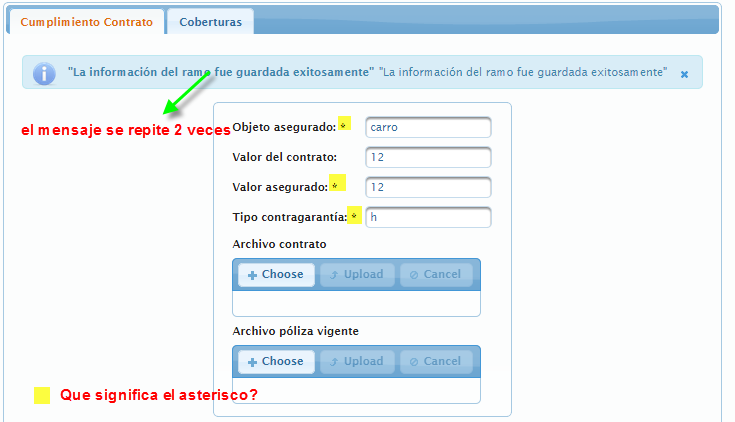 Cumplimiento Contrato Coberturas
"La información del ramo fue guardada exitosamente" "La información del ramo fue guardada exitosamente"
el mensaje se repite 2 veces
Objeto asegurado: * carro
Valor del contrato: 12
Valor asegurado: * 12
Tipo contragarantía: * h
Archivo contrato
Choose Upload Cancel
Archivo póliza vigente
Choose Upload Cancel
Que significa el asterisco?